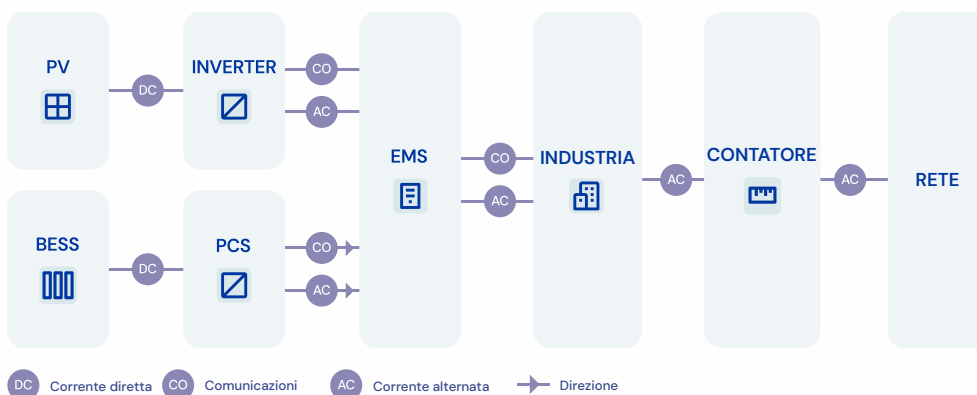 PV
DC
INVERTER
CO
AC
BESS
DC
PCS
CO
AC
EMS
CO
AC
INDUSTRIA
AC
CONTATORE
AC
RETE
DC Corrente diretta
CO Comunicazioni
AC Corrente alternata
Direzione